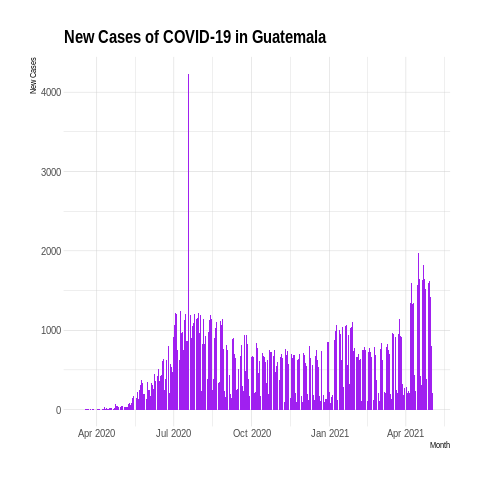 New Cases of COVID-19 in Guatemala
New Cases
4000
3000
2000
1000
0
Apr 2020
Jul 2020
Oct 2020
Jan 2021
Apr 2021
Month